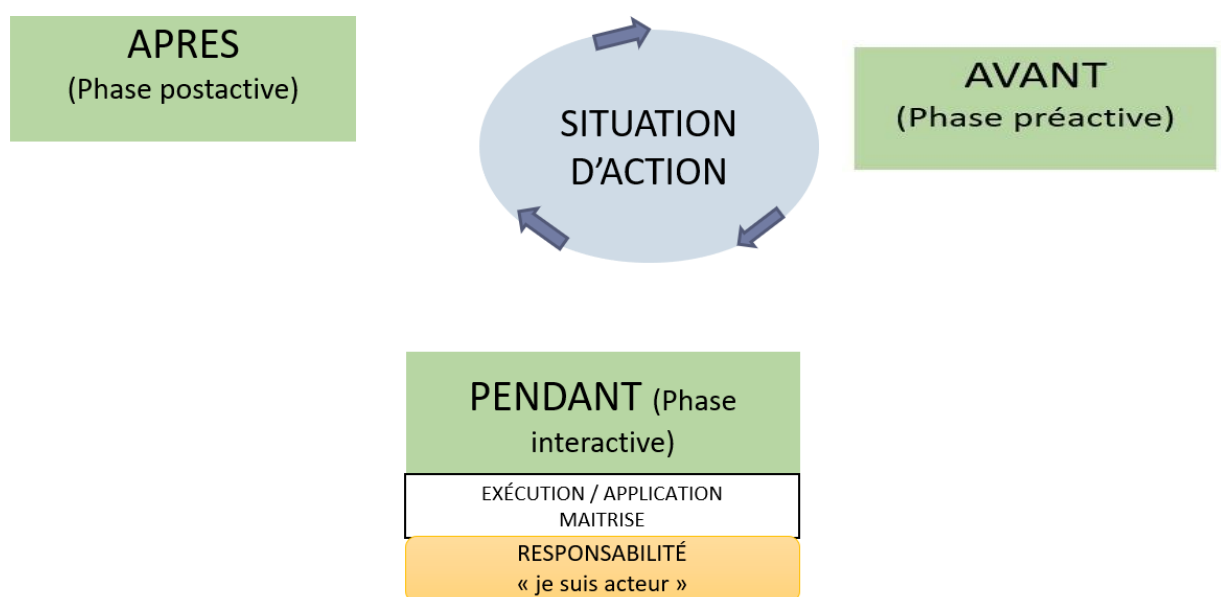 APRES
(Phase postactive)
SITUATION
D’ACTION
AVANT
(Phase préactive)
PENDANT (Phase
interactive)
EXÉCUTION / APPLICATION
MAITRISE
RESPONSABILITÉ
« je suis acteur »